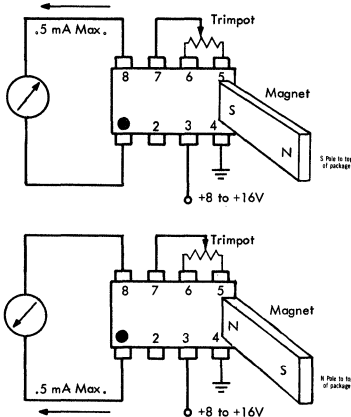 .5 mA Max.
Trimpot
8 7 6 5
Magnet
S
N
2 3 4
S Pole to top
of package
+8 to +16V
Trimpot
8 7 6 5
Magnet
N
S
2 3 4
N Pole to top
of package
.5 mA Max.
+8 to +16V